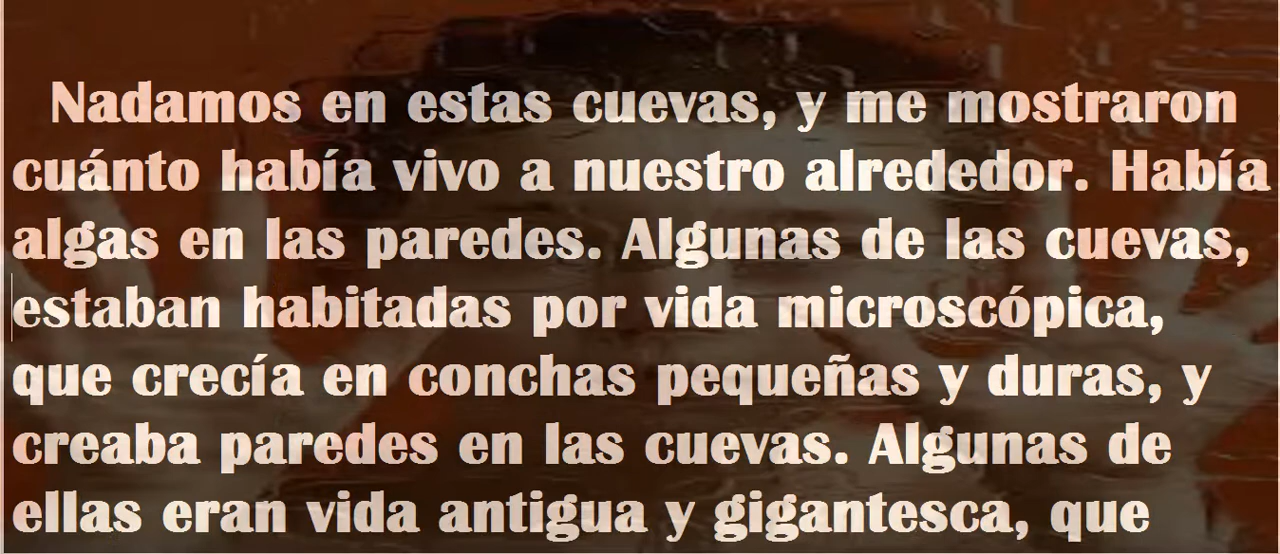 Nadamos en estas cuevas, y me mostraron
cuánto había vivo a nuestro alrededor. Había
algas en las paredes. Algunas de las cuevas,
estaban habitadas por vida microscópica,
que crecía en conchas pequeñas y duras, y
creaba paredes en las cuevas. Algunas de
ellas eran vida antigua y gigantesca, que